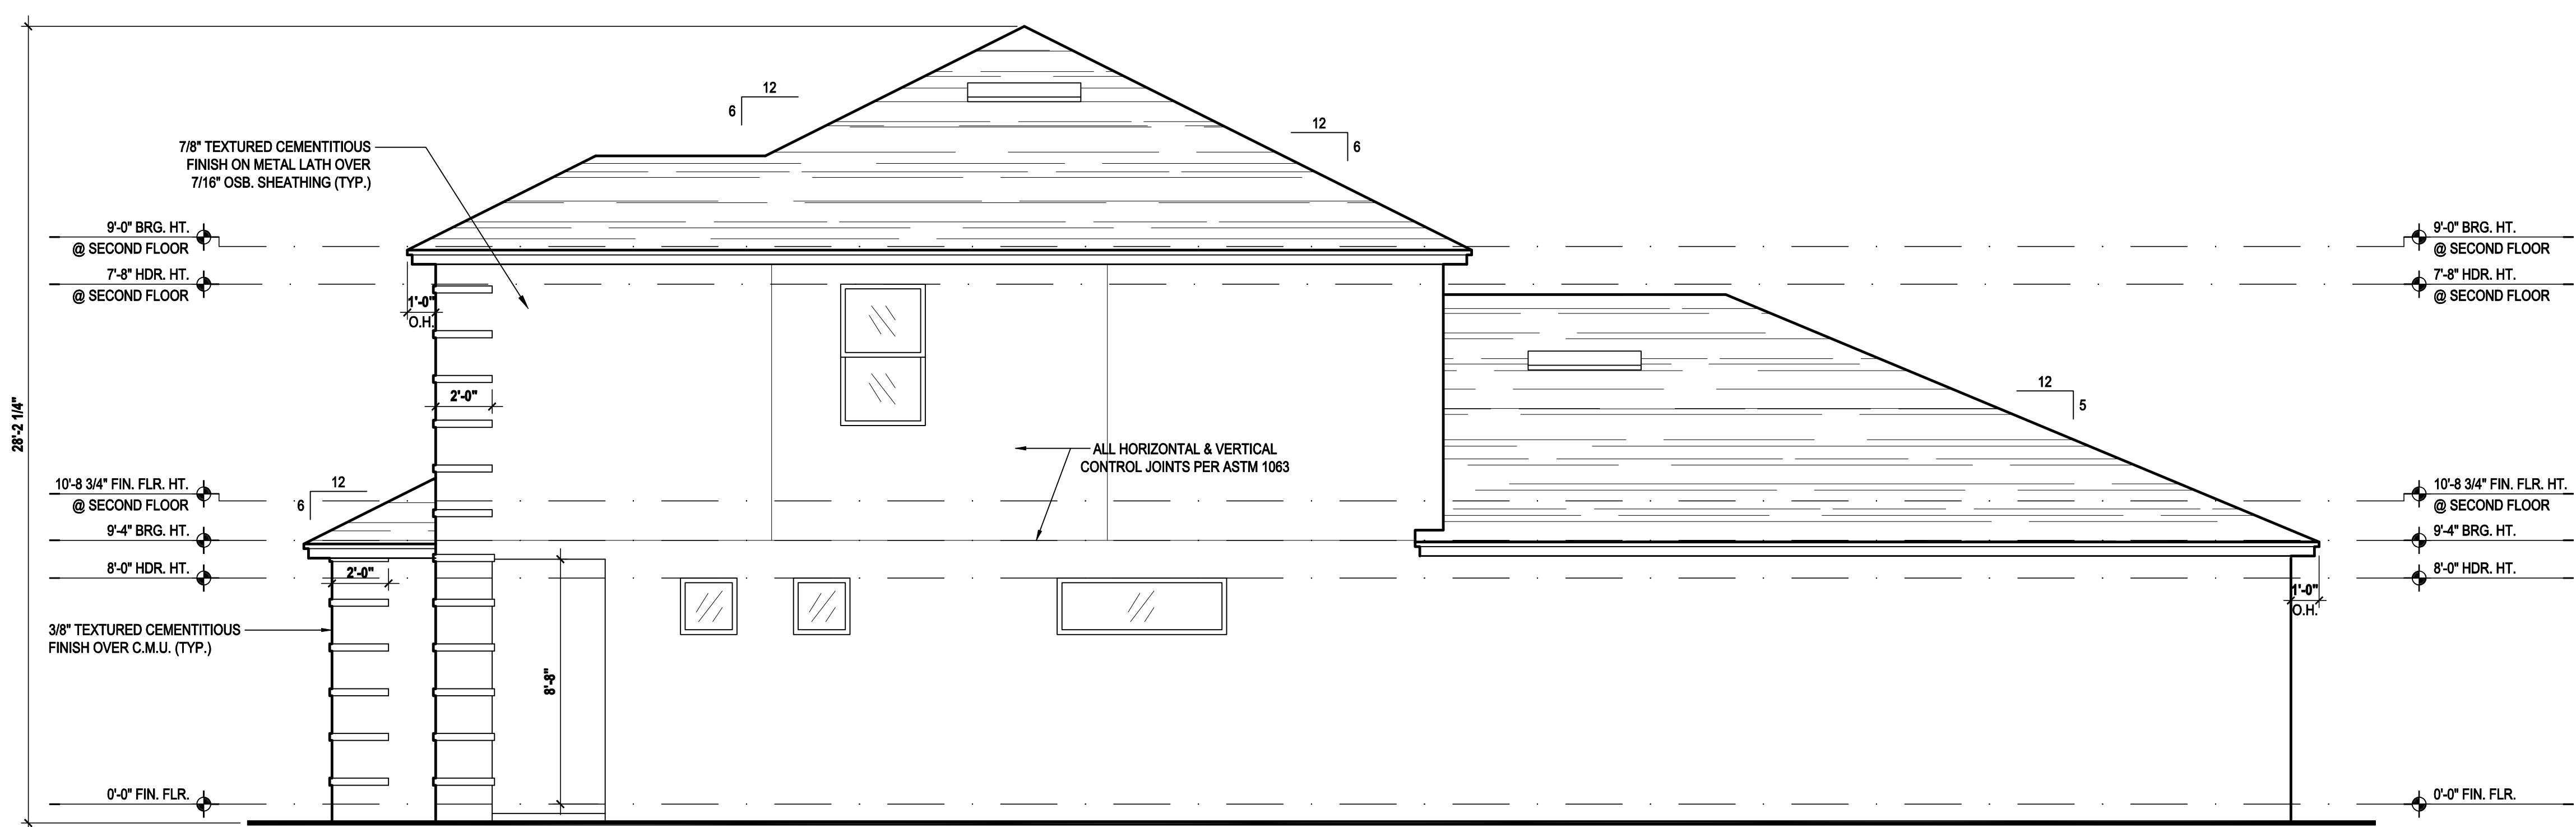 12
6
12
6
7/8" TEXTURED CEMENTITIOUS
FINISH ON METAL LATH OVER
7/16" OSB. SHEATHING (TYP.)
9'-0" BRG. HT.
@ SECOND FLOOR
7'-8" HDR. HT.
@ SECOND FLOOR
9'-0" BRG. HT.
@ SECOND FLOOR
7'-8" HDR. HT.
@ SECOND FLOOR
1'-0"
O.H.
28'-2 1/4"
2'-0"
12
5
ALL HORIZONTAL & VERTICAL
CONTROL JOINTS PER ASTM 1063
12
6
10'-8 3/4" FIN. FLR. HT.
@ SECOND FLOOR
9'-4" BRG. HT.
8'-0" HDR. HT.
10'-8 3/4" FIN. FLR. HT.
@ SECOND FLOOR
9'-4" BRG. HT.
8'-0" HDR. HT.
2'-0"
1'-0"
O.H.
3/8" TEXTURED CEMENTITIOUS
FINISH OVER C.M.U. (TYP.)
8'-8"
0'-0" FIN. FLR.
0'-0" FIN. FLR.